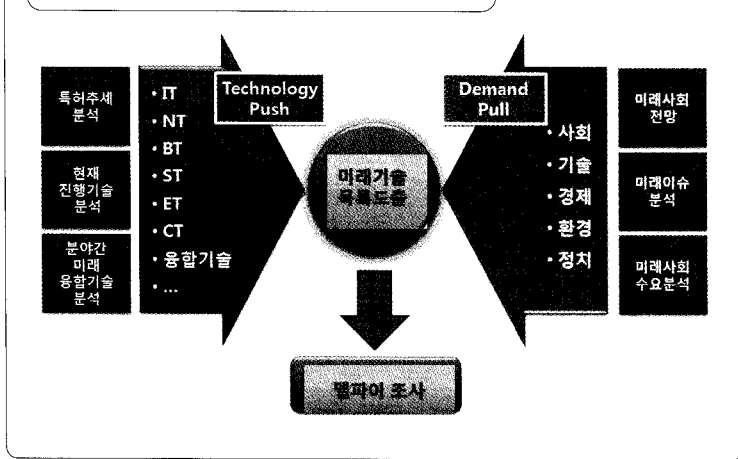 특허추세
분석
현재
진행기술
분석
분야간
미래
융합기술
분석
• IT
• NT
• BT
• ST
• ET
• CT
• 융합기술
• ...
Technology
Push
미래기술
목록도출
Demand
Pull
• 사회
• 기술
• 경제
• 환경
• 정치
미래사회
전망
미래이슈
분석
미래사회
수요분석
델파이 조사